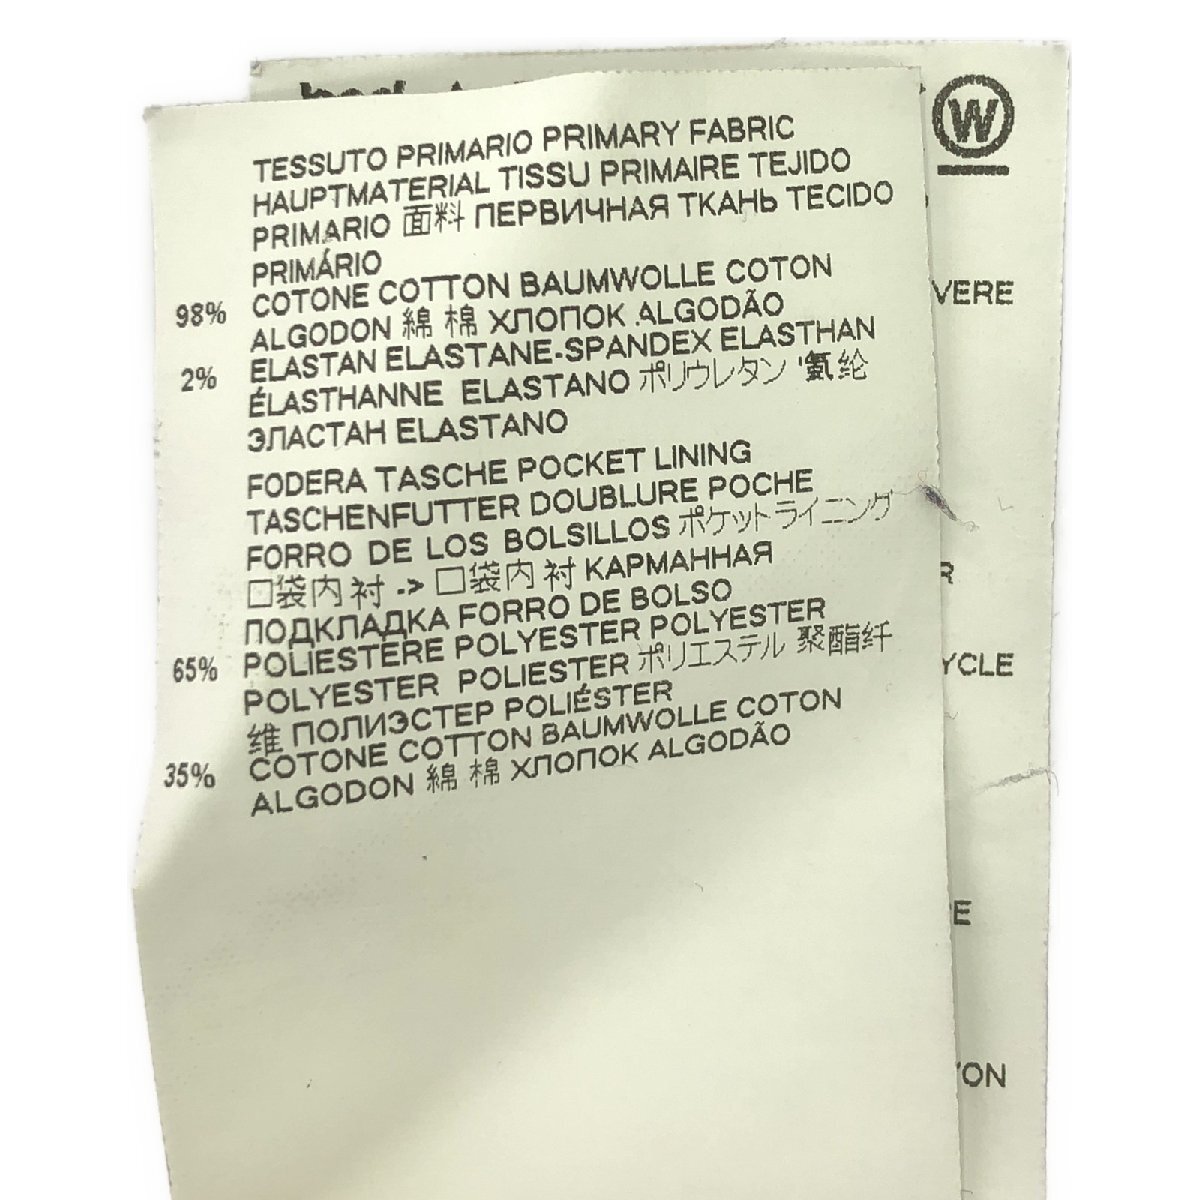 W
TESSUTO PRIMARIO PRIMARY FABRIC
HAUPTMATERIAL TISSU PRIMAIRE TEJIDO
PRIMARIO 面料 ПЕРВИЧНАЯ ТКАНЬ TECIDO
PRIMÁRIO
98% COTONE COTTON BAUMWOLLE COTON
ALGODON 綿 棉 ХЛОПОК ALGODÃO
2% ELASTAN ELASTANE-SPANDEX ELASTHAN
ÉLASTHANNE ELASTANO ポリウレタン '氨纶
ЭЛАСТАН ELASTANO
FODERA TASCHE POCKET LINING
TASCHENFUTTER DOUBLURE POCHE
FORRO DE LOS BOLSILLOS ポケットライニング
口袋内衬 -> 口袋内衬 КАРМАННАЯ
ПОДКЛАДКА FORRO DE BOLSO
65% POLIESTERE POLYESTER POLYESTER
POLYESTER POLIESTER ポリエステル 聚酯纤
维 ПОЛИЭСТЕР POLIÉSTER
35% COTONE COTTON BAUMWOLLE COTON
ALGODON 綿 棉 ХЛОПОК ALGODÃO
VERE
R
YCLE
E
ON